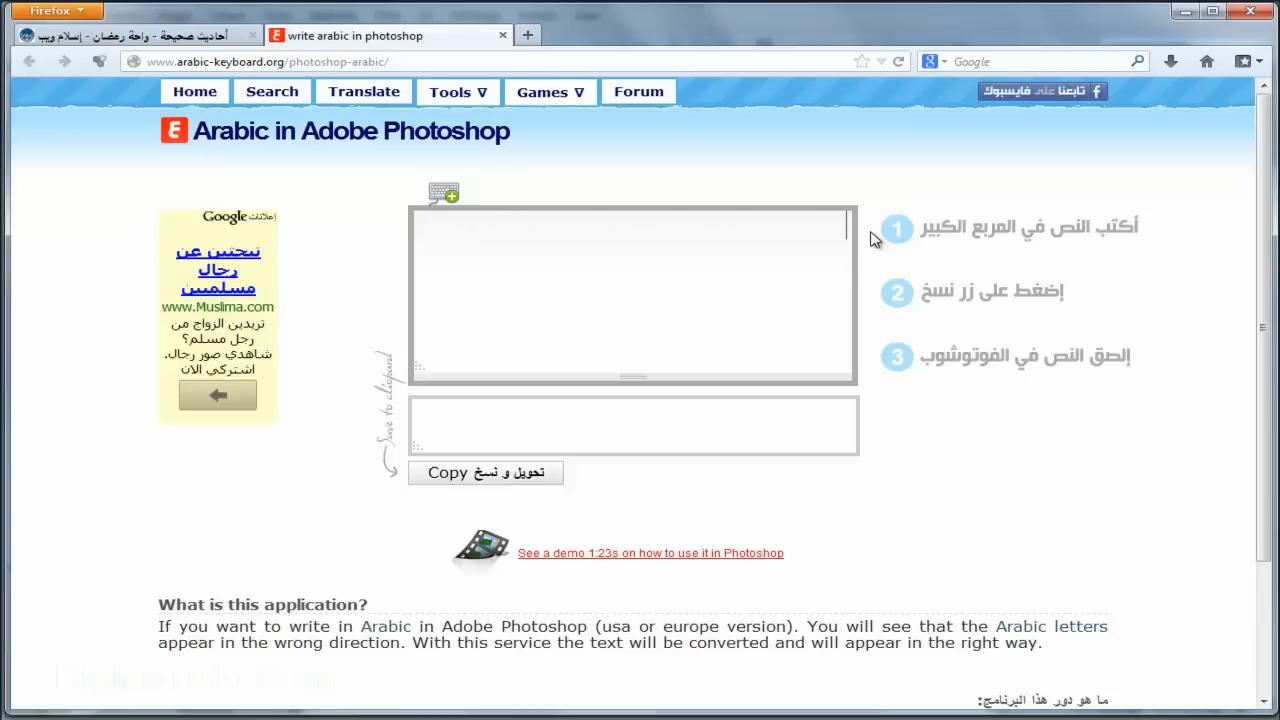 Firefox
أحاديث صحيحة - واحة رمضان - إسلام ويب
write arabic in photoshop
www.arabic-keyboard.org/photoshop-arabic/
Google
Home
Search
Translate
Tools ∇
Games ∇
Forum
تابعنا على فايسبوك
Arabic in Adobe Photoshop
إعلانات Google
تبحثين عن
رجال
مسلميين
www.Muslima.com
تريدين الزواج من
رجل مسلم؟
شاهدي صور رجال.
اشتركي الان
1 أكتب النص في المربع الكبير
2 إضغط على زر نسخ
3 إلصق النص في الفوتوشوب
Save to clipboard
Copy تحويل و نسخ
See a demo 1:23s on how to use it in Photoshop
What is this application?
If you want to write in Arabic in Adobe Photoshop (usa or europe version). You will see that the Arabic letters
appear in the wrong direction. With this service the text will be converted and will appear in the right way.
ما هو دور هذا البرنامج: